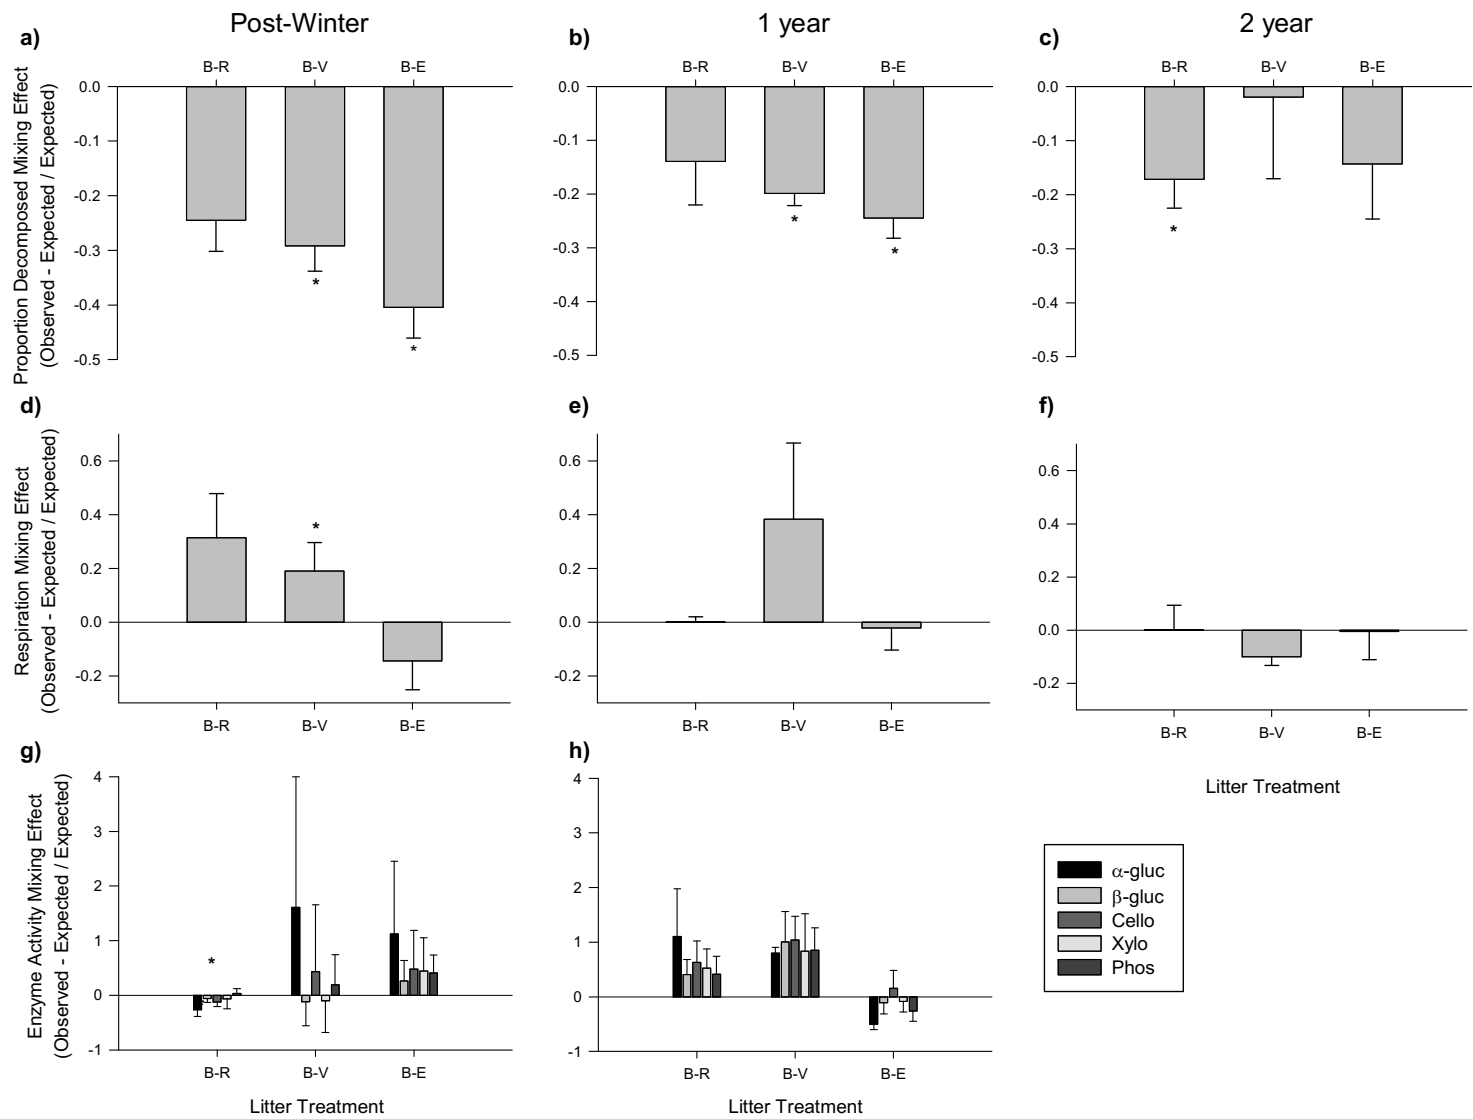 Post-Winter
1 year
2 year
a)
b)
c)
B-R B-V B-E
B-R B-V B-E
B-R B-V B-E
Proportion Decomposed Mixing Effect
(Observed - Expected / Expected)
0.0
-0.1
-0.2
-0.3
-0.4
-0.5
*
*
0.0
-0.1
-0.2
-0.3
-0.4
-0.5
*
*
0.0
-0.1
-0.2
-0.3
-0.4
-0.5
*
d)
e)
f)
Respiration Mixing Effect
(Observed - Expected / Expected)
0.6
0.4
0.2
0.0
-0.2
*
B-R B-V B-E
0.6
0.4
0.2
0.0
-0.2
B-R B-V B-E
0.6
0.4
0.2
0.0
-0.2
B-R B-V B-E
Litter Treatment
g)
h)
Enzyme Activity Mixing Effect
(Observed - Expected / Expected)
4
3
2
1
0
-1
*
B-R B-V B-E
Litter Treatment
4
3
2
1
0
-1
B-R B-V B-E
Litter Treatment
α-gluc
β-gluc
Cello
Xylo
Phos